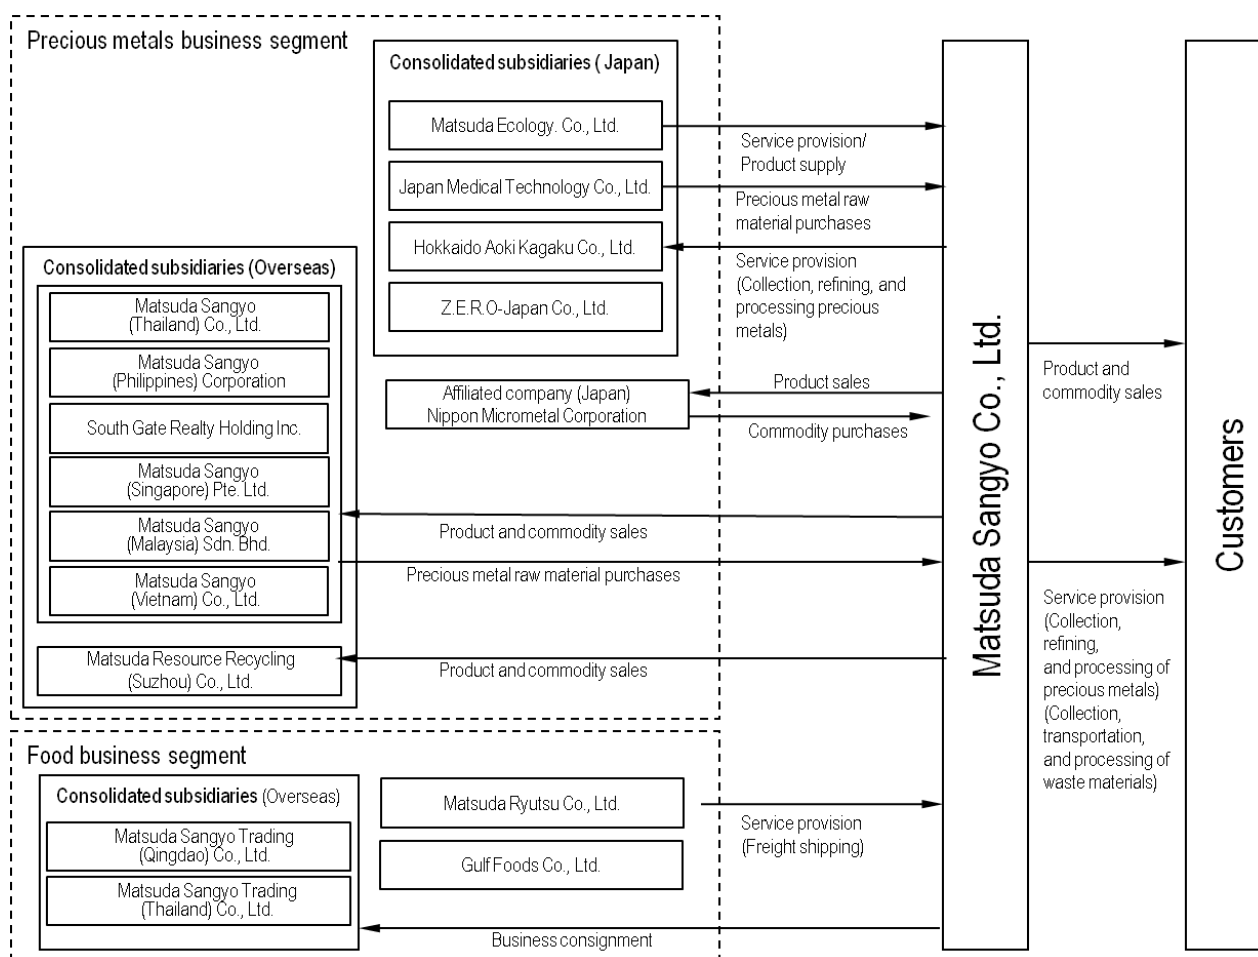 Precious metals business segment
Consolidated subsidiaries ( Japan)
Matsuda Ecology. Co., Ltd.
Service provision/
Product supply
Japan Medical Technology Co., Ltd.
Precious metal raw
material purchases
Hokkaido Aoki Kagaku Co., Ltd.
Service provision
(Collection, refining, and
processing precious
metals)
Z.E.R.O-Japan Co., Ltd.
Affiliated company (Japan)
Nippon Micrometal Corporation
Product sales
Commodity purchases
Consolidated subsidiaries (Overseas)
Matsuda Sangyo
(Thailand) Co., Ltd.
Matsuda Sangyo
(Philippines) Corporation
South Gate Realty Holding Inc.
Matsuda Sangyo
(Singapore) Pte. Ltd.
Matsuda Sangyo
(Malaysia) Sdn. Bhd.
Matsuda Sangyo
(Vietnam) Co., Ltd.
Product and commodity sales
Precious metal raw material purchases
Matsuda Resource Recycling
(Suzhou) Co., Ltd.
Product and commodity sales
Food business segment
Consolidated subsidiaries (Overseas)
Matsuda Sangyo Trading
(Qingdao) Co., Ltd.
Matsuda Sangyo Trading
(Thailand) Co., Ltd.
Matsuda Ryutsu Co., Ltd.
Gulf Foods Co., Ltd.
Service provision
(Freight shipping)
Business consignment
Matsuda Sangyo Co., Ltd.
Product and
commodity sales
Service provision
(Collection,
refining,
and processing of
precious metals)
(Collection,
transportation,
and processing of
waste materials)
Customers